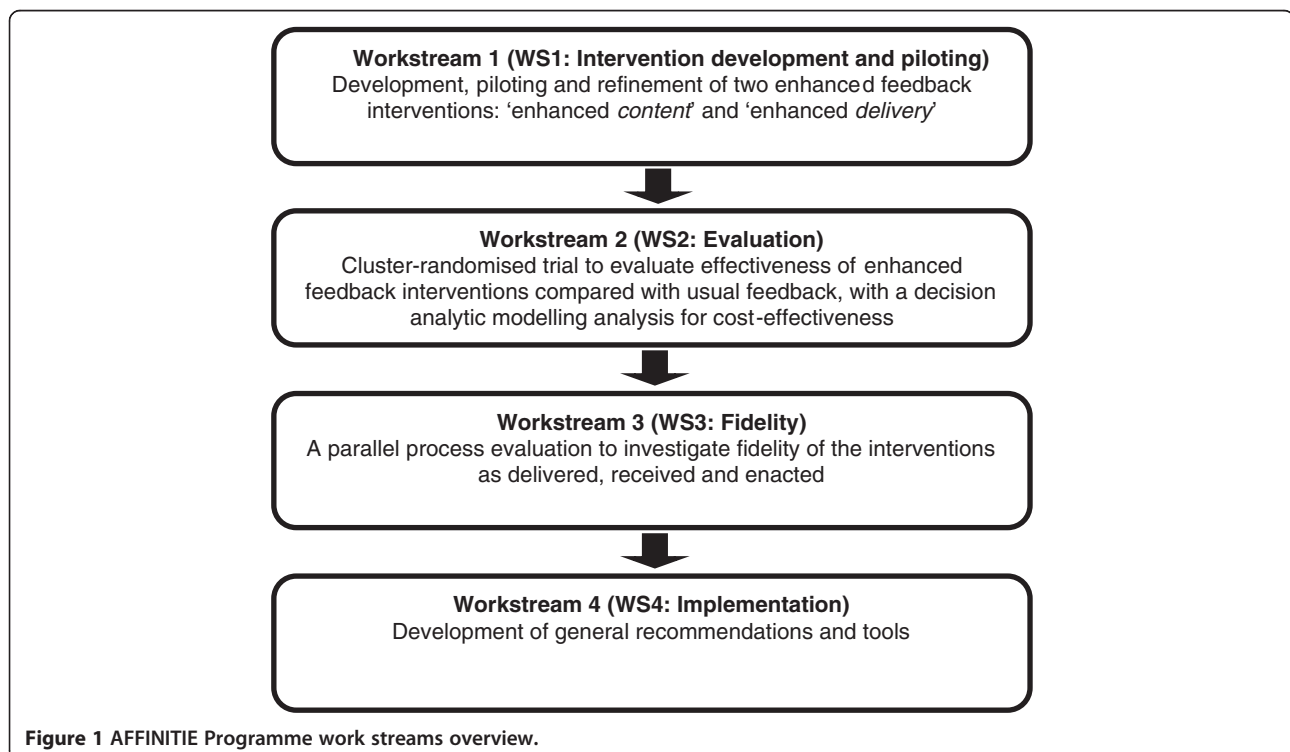 Workstream 1 (WS1: Intervention development and piloting)
Development, piloting and refinement of two enhanced feedback
interventions: ‘enhanced content’ and ‘enhanced delivery’
Workstream 2 (WS2: Evaluation)
Cluster-randomised trial to evaluate effectiveness of enhanced
feedback interventions compared with usual feedback, with a decision
analytic modelling analysis for cost-effectiveness
Workstream 3 (WS3: Fidelity)
A parallel process evaluation to investigate fidelity of the interventions
as delivered, received and enacted
Workstream 4 (WS4: Implementation)
Development of general recommendations and tools
Figure 1 AFFINITIE Programme work streams overview.